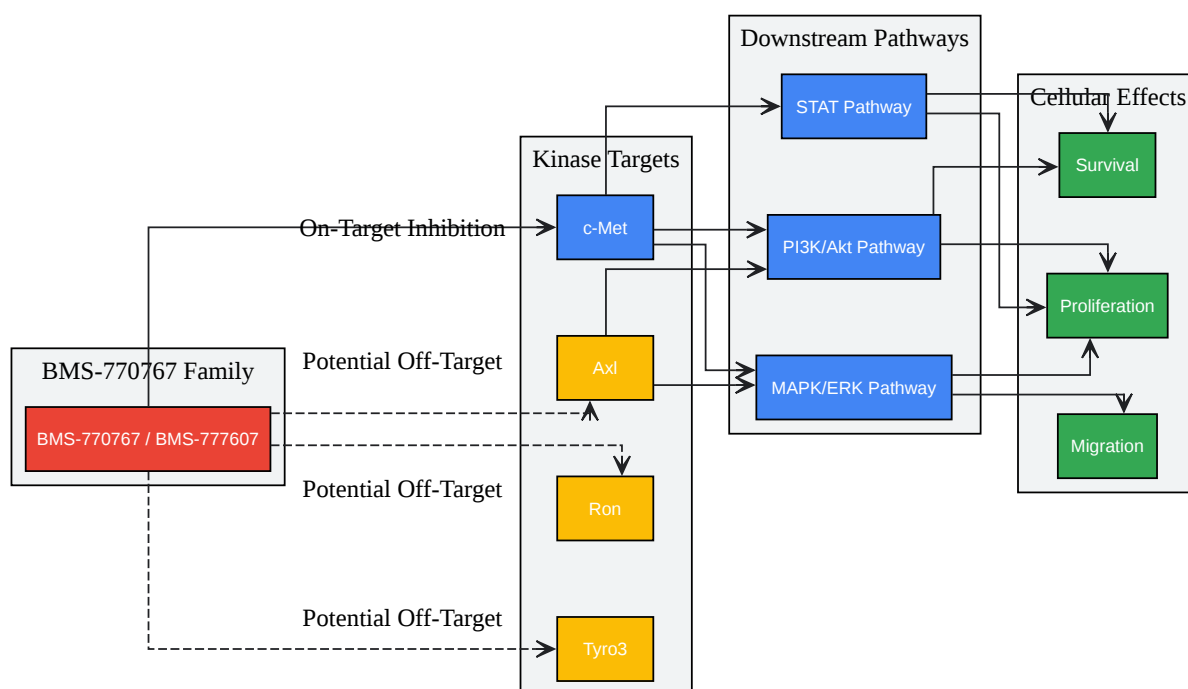 Downstream Pathways
STAT Pathway
Cellular Effects
Kinase Targets
Survival
On-Target Inhibition
c-Met
PI3K/Akt Pathway
Proliferation
BMS-770767 Family
Potential Off-Target
Axl
MAPK/ERK Pathway
BMS-770767 / BMS-777607
Migration
Potential Off-Target
Ron
Potential Off-Target
Tyro3